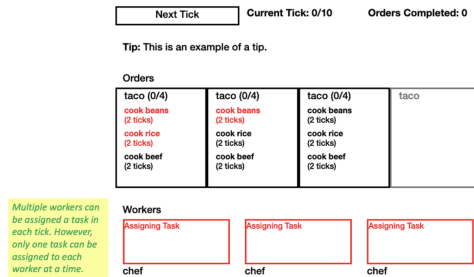 Next Tick
Current Tick: 0/10
Orders Completed: 0
Tip: This is an example of a tip.
Orders
taco (0/4)
cook beans
(2 ticks)
cook rice
(2 ticks)
cook beef
(2 ticks)
taco (0/4)
cook beans
(2 ticks)
cook rice
(2 ticks)
cook beef
(2 ticks)
taco (0/4)
cook beans
(2 ticks)
cook rice
(2 ticks)
cook beef
(2 ticks)
taco
Multiple workers can
be assigned a task in
each tick. However,
only one task can be
assigned to each
worker at a time.
Workers
Assigning Task
chef
Assigning Task
chef
Assigning Task
chef